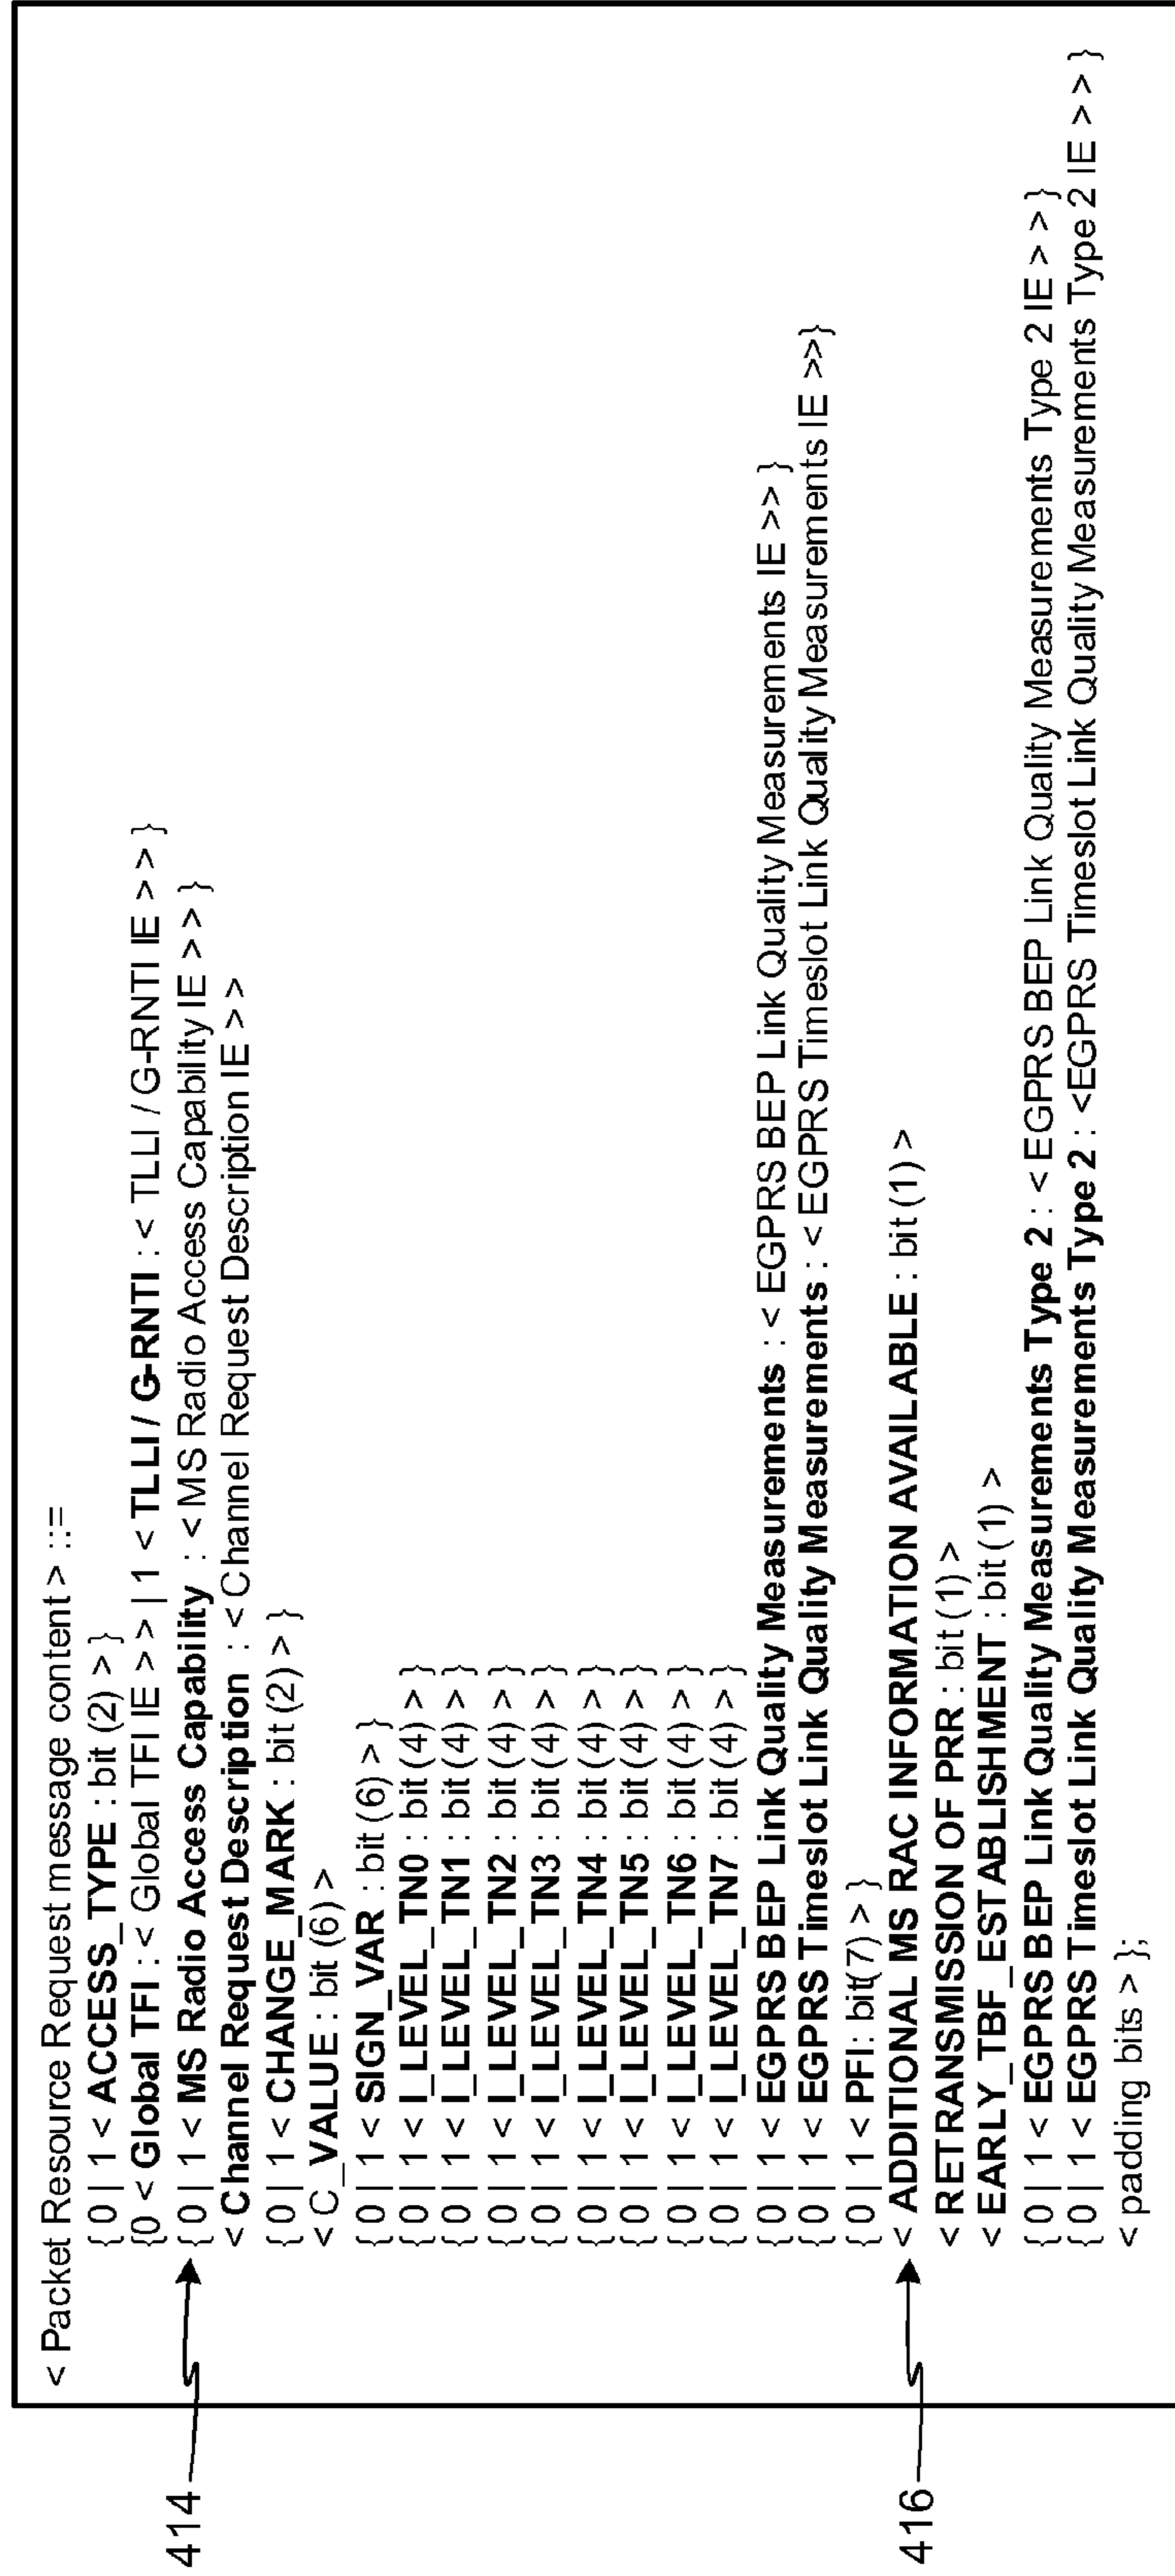 < Packet Resource Request message content > ::=
{ 0 | 1 < ACCESS_TYPE : bit (2) > }
{0 < Global TFI : < Global TFI IE > > | 1 < TLLI / G-RNTI : < TLLI / G-RNTI IE > > }
414
{ 0 | 1 < MS Radio Access Capability : < MS Radio Access Capability IE > > }
< Channel Request Description : < Channel Request Description IE > >
{ 0 | 1 < CHANGE_MARK : bit (2) > }
< C_VALUE : bit (6) >
{ 0 | 1 < SIGN_VAR : bit (6) > }
{ 0 | 1 < I_LEVEL_TN0 : bit (4) > }
{ 0 | 1 < I_LEVEL_TN1 : bit (4) > }
{ 0 | 1 < I_LEVEL_TN2 : bit (4) > }
{ 0 | 1 < I_LEVEL_TN3 : bit (4) > }
{ 0 | 1 < I_LEVEL_TN4 : bit (4) > }
{ 0 | 1 < I_LEVEL_TN5 : bit (4) > }
{ 0 | 1 < I_LEVEL_TN6 : bit (4) > }
{ 0 | 1 < I_LEVEL_TN7 : bit (4) > }
{ 0 | 1 < EGPRS BEP Link Quality Measurements : < EGPRS BEP Link Quality Measurements IE >> }
{ 0 | 1 < EGPRS Timeslot Link Quality Measurements : < EGPRS Timeslot Link Quality Measurements IE >>}
{ 0 | 1 < PFI : bit(7) > }
416
< ADDITIONAL MS RAC INFORMATION AVAILABLE : bit (1) >
< RETRANSMISSION OF PRR : bit (1) >
< EARLY_TBF_ESTABLISHMENT : bit (1) >
{ 0 | 1 < EGPRS BEP Link Quality Measurements Type 2 : < EGPRS BEP Link Quality Measurements Type 2 IE > > }
{ 0 | 1 < EGPRS Timeslot Link Quality Measurements Type 2 : <EGPRS Timeslot Link Quality Measurements Type 2 IE > > }
< padding bits > };